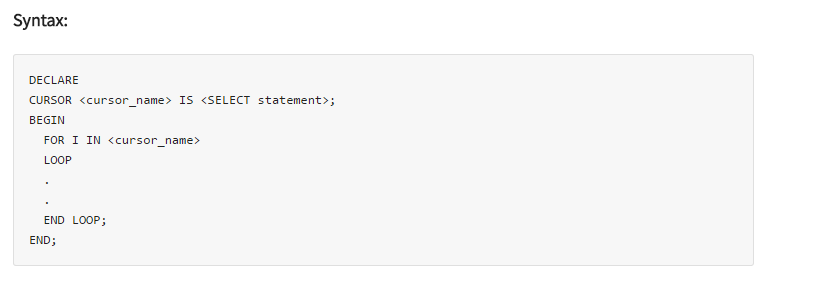 Syntax:
DECLARE
CURSOR <cursor_name> IS <SELECT statement>;
BEGIN
FOR I IN <cursor_name>
LOOP
.
.
END LOOP;
END;